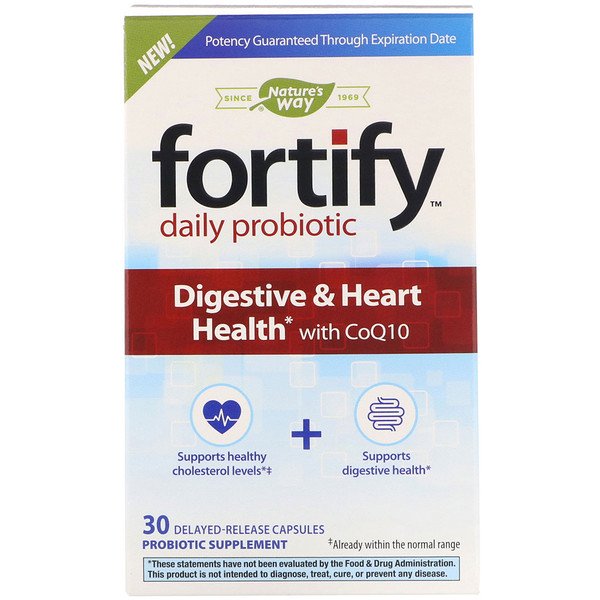 NEW!
Potency Guaranteed Through Expiration Date
SINCE Nature's Way® 1969
fortify™
daily probiotic
Digestive & Heart
Health* with CoQ10
Supports healthy
cholesterol levels*‡
+
Supports
digestive health*
30 DELAYED-RELEASE CAPSULES
PROBIOTIC SUPPLEMENT
‡Already within the normal range
*These statements have not been evaluated by the Food & Drug Administration.
This product is not intended to diagnose, treat, cure, or prevent any disease.